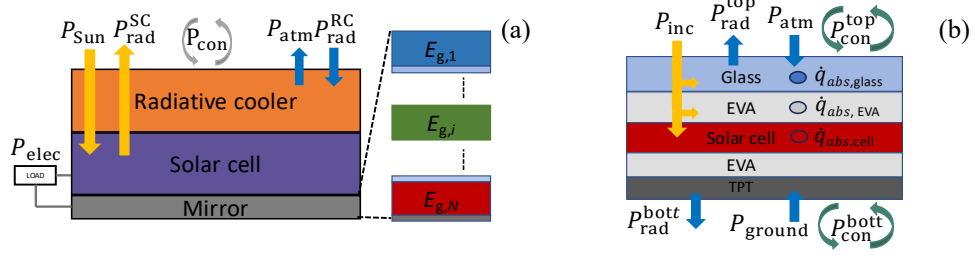 (a)
P_Sun P_rad^SC P_con P_atm P_rad^RC
Radiative cooler
Solar cell
Mirror
P_elec
LOAD
E_g,1
E_g,i
E_g,N
(b)
P_inc P_rad^top P_atm P_con^top
Glass q̇_abs,glass
EVA q̇_abs, EVA
Solar cell q̇_abs,cell
EVA
TPT
P_rad^bott P_ground P_con^bott